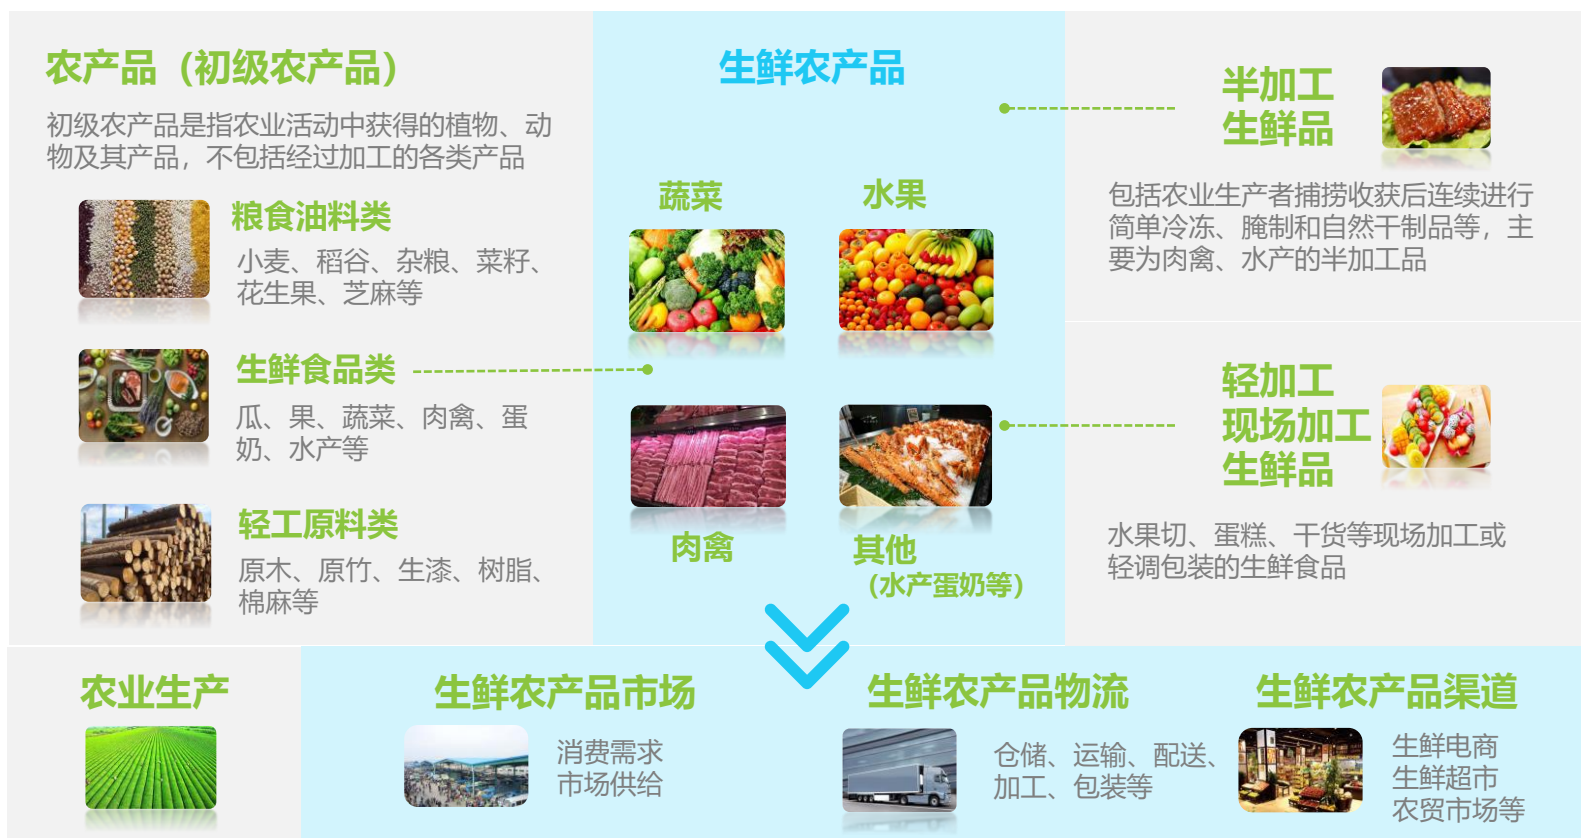 农产品（初级农产品）
初级农产品是指农业活动中获得的植物、动
物及其产品，不包括经过加工的各类产品
粮食油料类
小麦、稻谷、杂粮、菜籽、
花生果、芝麻等
生鲜食品类
瓜、果、蔬菜、肉禽、蛋
奶、水产等
轻工原料类
原木、原竹、生漆、树脂、
棉麻等
生鲜农产品
蔬菜
水果
肉禽
其他
（水产蛋奶等）
半加工
生鲜品
包括农业生产者捕捞收获后连续进行
简单冷冻、腌制和自然干制品等，主
要为肉禽、水产的半加工品
轻加工
现场加工
生鲜品
水果切、蛋糕、干货等现场加工或
轻调包装的生鲜食品
农业生产
生鲜农产品市场
消费需求
市场供给
生鲜农产品物流
仓储、运输、配送、
加工、包装等
生鲜农产品渠道
生鲜电商
生鲜超市
农贸市场等